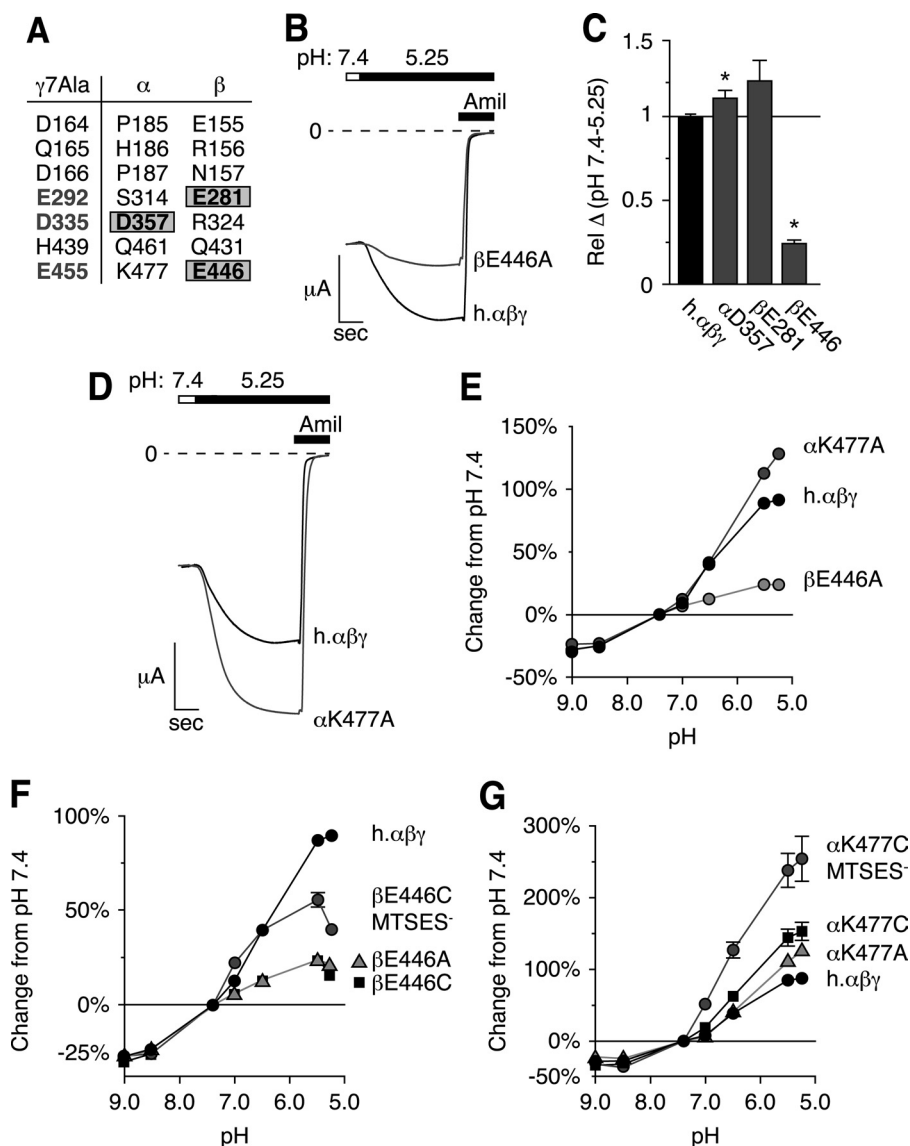 A
γ7Ala α β
D164 P185 E155
Q165 H186 R156
D166 P187 N157
E292 S314 E281
D335 D357 R324
H439 Q461 Q431
E455 K477 E446
B
pH: 7.4 5.25
Amil
0
βE446A
h.αβγ
μA
sec
C
Rel Δ (pH 7.4-5.25)
1.5
1
0.5
0
*
*
h.αβγ
αD357
βE281
βE446
D
pH: 7.4 5.25
Amil
0
h.αβγ
αK477A
μA
sec
E
Change from pH 7.4
150%
100%
50%
0%
-50%
αK477A
h.αβγ
βE446A
9.0 8.0 7.0 6.0 5.0
pH
F
Change from pH 7.4
100%
50%
0%
-25%
h.αβγ
βE446C
MTSES-
βE446A
βE446C
9.0 8.0 7.0 6.0 5.0
pH
G
Change from pH 7.4
300%
200%
100%
0%
-50%
αK477C
MTSES-
αK477C
αK477A
h.αβγ
9.0 8.0 7.0 6.0 5.0
pH